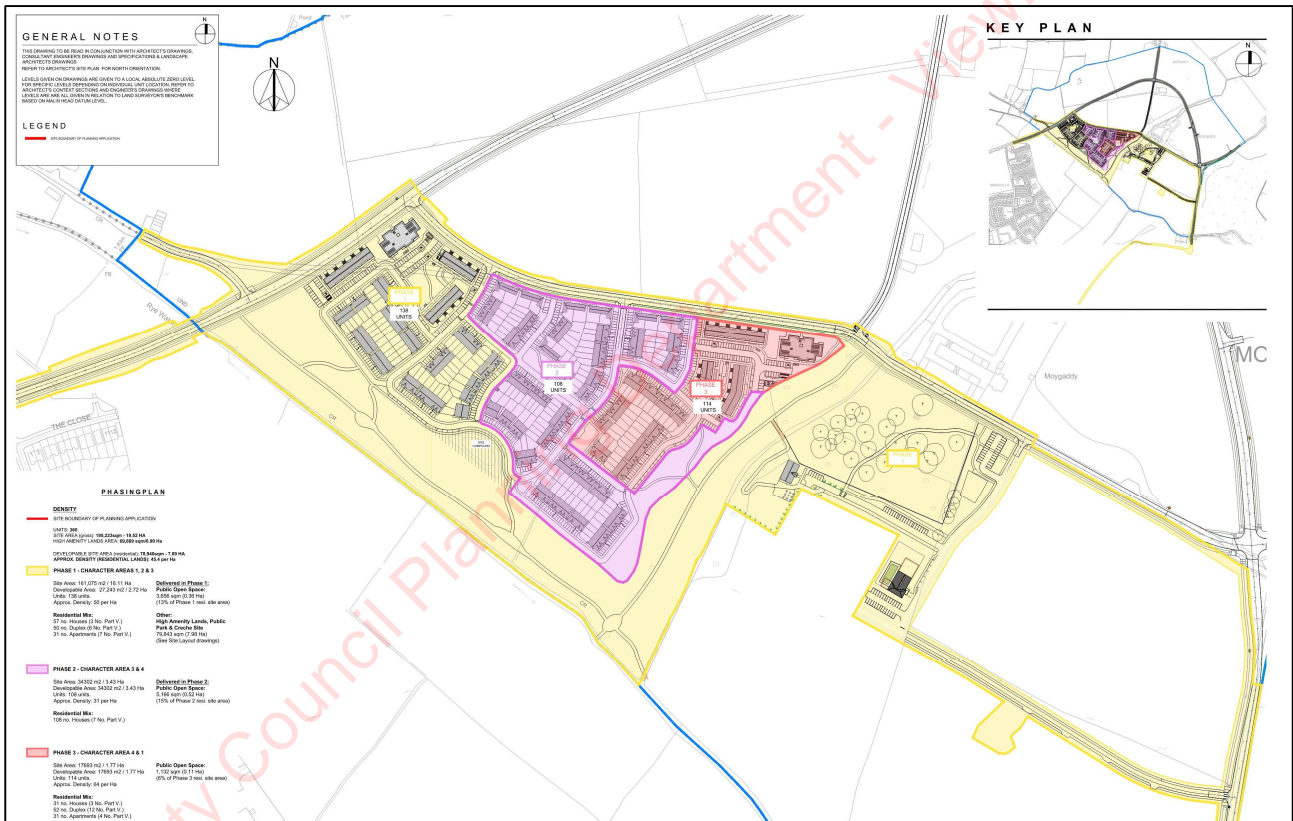 GENERAL NOTES
N
THIS DRAWING TO BE READ IN CONJUNCTION WITH ARCHITECT'S DRAWINGS,
CONSULTANT ENGINEER'S DRAWINGS AND SPECIFICATIONS & LANDSCAPE
ARCHITECTS DRAWINGS
REFER TO ARCHITECT'S SITE PLAN FOR NORTH ORIENTATION.
LEVELS GIVEN ON DRAWINGS ARE GIVEN TO A LOCAL ABSOLUTE ZERO LEVEL.
FOR SPECIFIC LEVELS DEPENDING ON INDIVIDUAL UNIT LOCATION, REFER TO
ARCHITECT'S CONTEXT SECTIONS AND ENGINEER'S DRAWINGS WHERE
LEVELS ARE ARE ALL GIVEN IN RELATION TO LAND SURVEYOR'S BENCHMARK
BASED ON MALIN HEAD DATUM LEVEL.
LEGEND
SITE BOUNDARY OF PLANNING APPLICATION
Pond
N
KEY PLAN
N
CR
UND
Rye Wat
CR
CR
THE CLOSE
138
UNITS
PHASE
2
108
UNITS
PHASE
3
114
UNITS
PHASE
1
SITE
COMPOUND
Moygaddy
MO
PHASINGPLAN
DENSITY
SITE BOUNDARY OF PLANNING APPLICATION
UNITS: 360
SITE AREA (gross): 195,223sqm - 19.52 HA
HIGH AMENITY LANDS AREA: 69,889 sqm/6.99 HA
DEVELOPABLE SITE AREA (residential): 78,940sqm - 7.89 HA
APPROX. DENSITY (RESIDENTIAL LANDS): 45.4 per Ha
PHASE 1 - CHARACTER AREAS 1, 2 & 3
Site Area: 161,075 m2 / 16.11 Ha
Developable Area: 27,243 m2 / 2.72 Ha
Units: 138 units.
Approx. Density: 50 per Ha
Residential Mix:
57 no. Houses (3 No. Part V.)
50 no. Duplex (6 No. Part V.)
31 no. Apartments (7 No. Part V.)
Delivered in Phase 1:
Public Open Space:
3,656 sqm (0.36 Ha)
(13% of Phase 1 resi. site area)
Other:
High Amenity Lands, Public
Park & Creche Site
79,843 sqm (7.98 Ha)
(See Site Layout drawings)
PHASE 2 - CHARACTER AREA 3 & 4
Site Area: 34302 m2 / 3.43 Ha
Developable Area: 34302 m2 / 3.43 Ha
Units: 108 units.
Approx. Density: 31 per Ha
Residential Mix:
108 no. Houses (7 No. Part V.)
Delivered in Phase 2:
Public Open Space:
5,166 sqm (0.52 Ha)
(15% of Phase 2 resi. site area)
PHASE 3 - CHARACTER AREA 4 & 1
Site Area: 17693 m2 / 1.77 Ha
Developable Area: 17693 m2 / 1.77 Ha
Units: 114 units.
Approx. Density: 64 per Ha
Residential Mix:
31 no. Houses (3 No. Part V.)
52 no. Duplex (12 No. Part V.)
31 no. Apartments (4 No. Part V.)
Public Open Space:
1,132 sqm (0.11 Ha)
(6% of Phase 3 resi. site area)
ty Council Planning Department - View